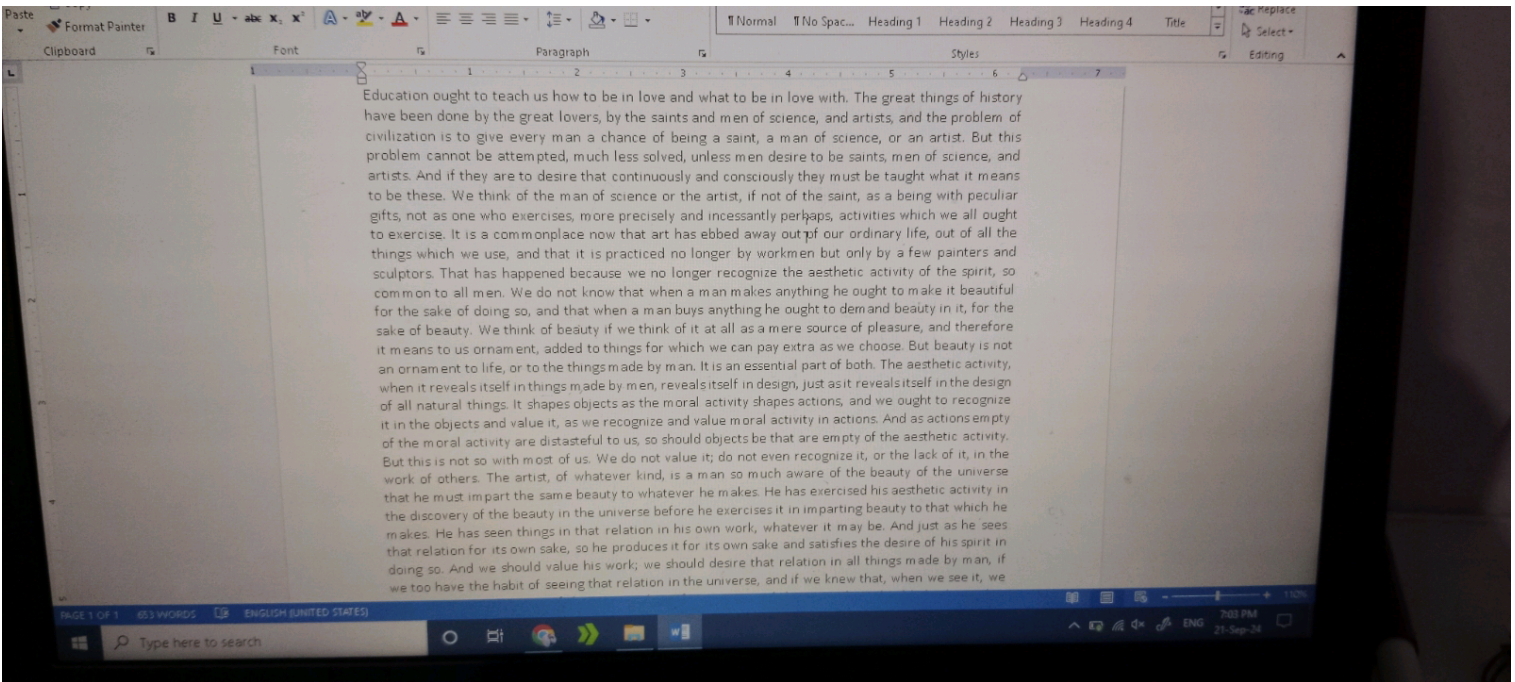 Paste
Format Painter
B I U abc X₂ X² A aby A
¶ Normal ¶ No Spac... Heading 1 Heading 2 Heading 3 Heading 4 Title
Replace
Select
Clipboard Font Paragraph Styles Editing
L 1 1 2 3 4 5 6 7
Education ought to teach us how to be in love and what to be in love with. The great things of history
have been done by the great lovers, by the saints and men of science, and artists, and the problem of
civilization is to give every man a chance of being a saint, a man of science, or an artist. But this
problem cannot be attempted, much less solved, unless men desire to be saints, men of science, and
artists. And if they are to desire that continuously and consciously they must be taught what it means
to be these. We think of the man of science or the artist, if not of the saint, as a being with peculiar
gifts, not as one who exercises, more precisely and incessantly perhaps, activities which we all ought
to exercise. It is a commonplace now that art has ebbed away out of our ordinary life, out of all the
things which we use, and that it is practiced no longer by workmen but only by a few painters and
sculptors. That has happened because we no longer recognize the aesthetic activity of the spirit, so
common to all men. We do not know that when a man makes anything he ought to make it beautiful
for the sake of doing so, and that when a man buys anything he ought to demand beauty in it, for the
sake of beauty. We think of beauty if we think of it at all as a mere source of pleasure, and therefore
it means to us ornament, added to things for which we can pay extra as we choose. But beauty is not
an ornament to life, or to the things made by man. It is an essential part of both. The aesthetic activity,
when it reveals itself in things made by men, reveals itself in design, just as it reveals itself in the design
of all natural things. It shapes objects as the moral activity shapes actions, and we ought to recognize
it in the objects and value it, as we recognize and value moral activity in actions. And as actions empty
of the moral activity are distasteful to us, so should objects be that are empty of the aesthetic activity.
But this is not so with most of us. We do not value it; do not even recognize it, or the lack of it, in the
work of others. The artist, of whatever kind, is a man so much aware of the beauty of the universe
that he must impart the same beauty to whatever he makes. He has exercised his aesthetic activity in
the discovery of the beauty in the universe before he exercises it in imparting beauty to that which he
makes. He has seen things in that relation in his own work, whatever it may be. And just as he sees
that relation for its own sake, so he produces it for its own sake and satisfies the desire of his spirit in
doing so. And we should value his work; we should desire that relation in all things made by man, if
we too have the habit of seeing that relation in the universe, and if we knew that, when we see it, we
PAGE 1 OF 1 653 WORDS ENGLISH (UNITED STATES) 110%
Type here to search
ENG
7:03 PM
21-Sep-24